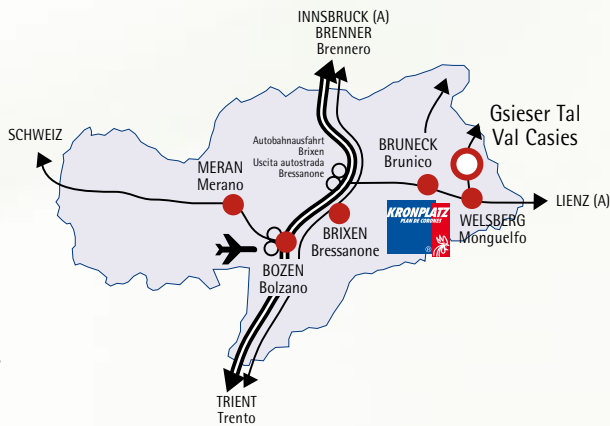 INNSBRUCK (A)
BRENNER
Brennero
SCHWEIZ
Autobahnausfahrt
Brixen
Uscita autostrada
Bressanone
MERAN
Merano
BRUNECK
Brunico
Gsieser Tal
Val Casies
LIENZ (A)
KRONPLATZ
PLAN DE CORONES
®
WELSBERG
Monguelfo
BRIXEN
Bressanone
BOZEN
Bolzano
TRIENT
Trento